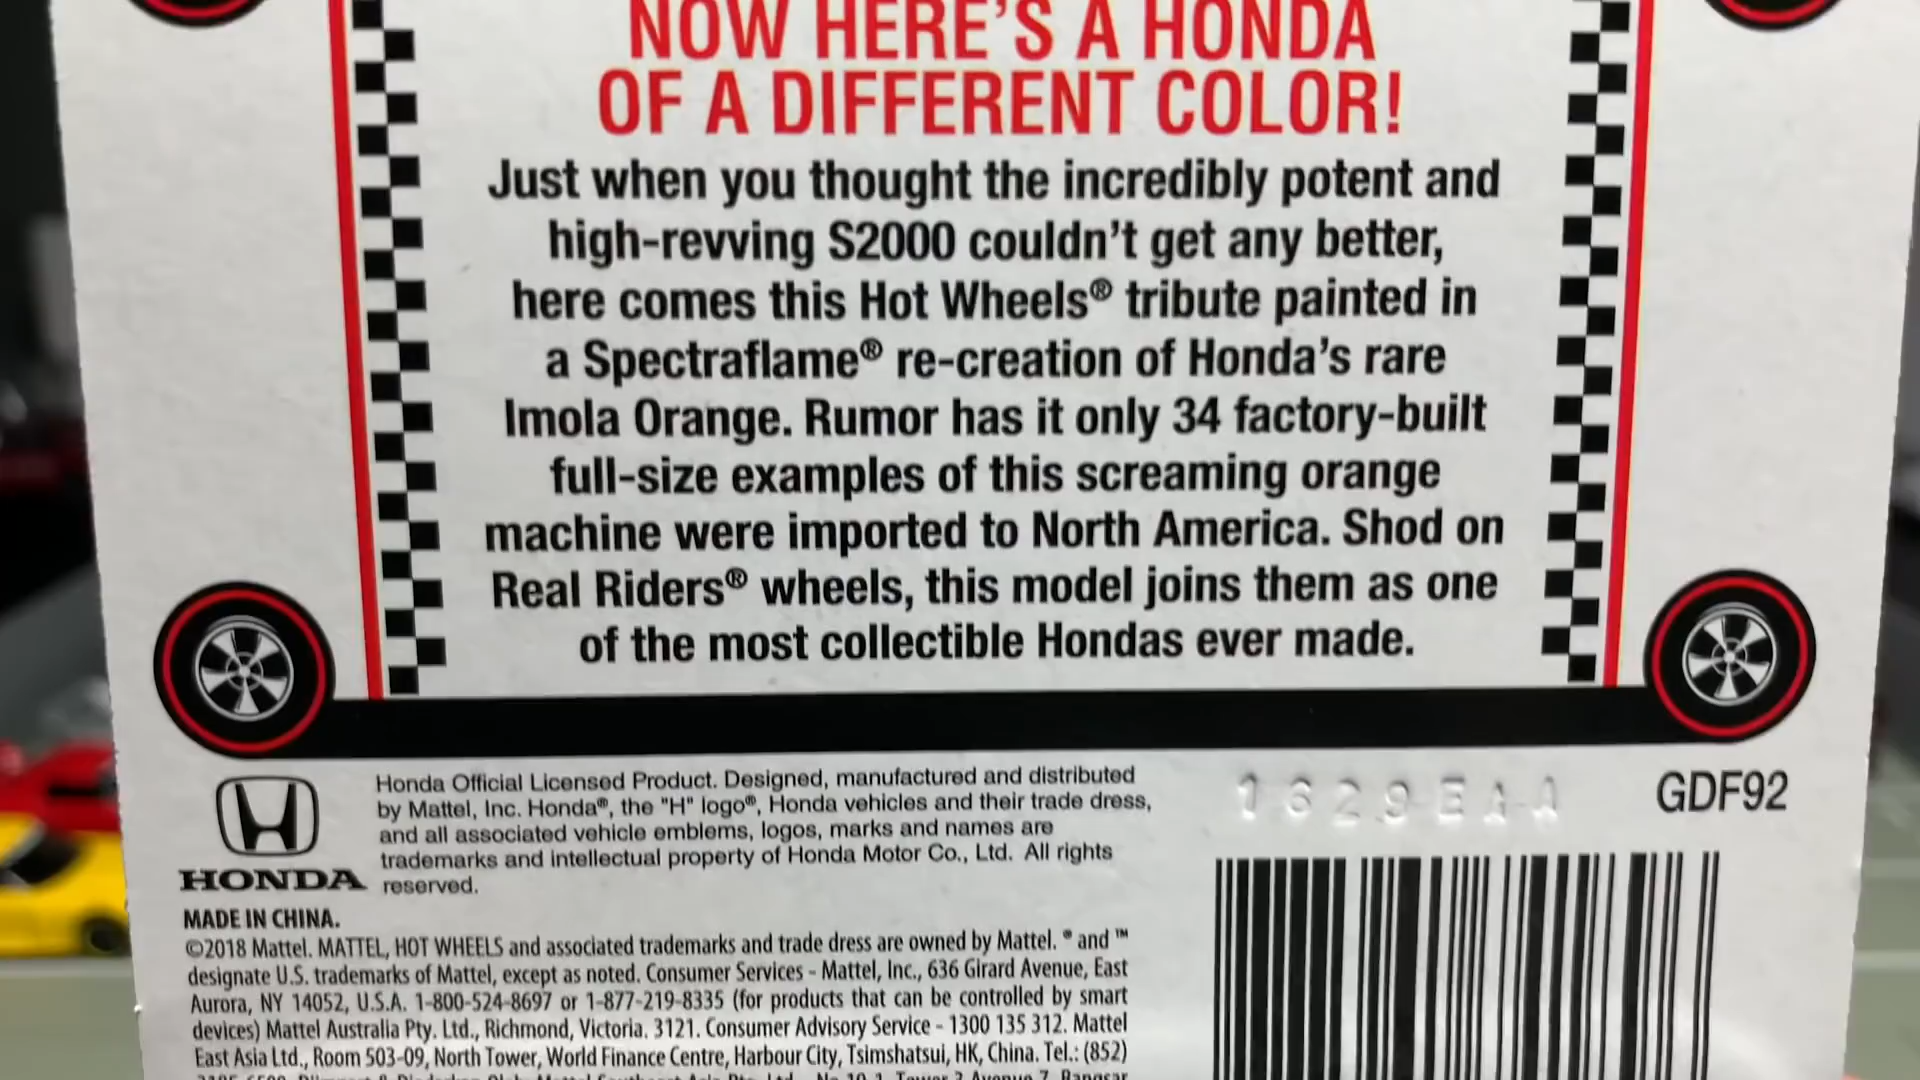 NOW HERE'S A HONDA
OF A DIFFERENT COLOR!
Just when you thought the incredibly potent and
high-revving S2000 couldn't get any better,
here comes this Hot Wheels® tribute painted in
a Spectraflame® re-creation of Honda's rare
Imola Orange. Rumor has it only 34 factory-built
full-size examples of this screaming orange
machine were imported to North America. Shod on
Real Riders® wheels, this model joins them as one
of the most collectible Hondas ever made.
HONDA
Honda Official Licensed Product. Designed, manufactured and distributed
by Mattel, Inc. Honda®, the "H" logo®, Honda vehicles and their trade dress,
and all associated vehicle emblems, logos, marks and names are
trademarks and intellectual property of Honda Motor Co., Ltd. All rights
reserved.
1629EAA
GDF92
MADE IN CHINA.
©2018 Mattel. MATTEL, HOT WHEELS and associated trademarks and trade dress are owned by Mattel. ® and ™
designate U.S. trademarks of Mattel, except as noted. Consumer Services - Mattel, Inc., 636 Girard Avenue, East
Aurora, NY 14052, U.S.A. 1-800-524-8697 or 1-877-219-8335 (for products that can be controlled by smart
devices) Mattel Australia Pty. Ltd., Richmond, Victoria. 3121. Consumer Advisory Service - 1300 135 312. Mattel
East Asia Ltd., Room 503-09, North Tower, World Finance Centre, Harbour City, Tsimshatsui, HK, China. Tel.: (852)